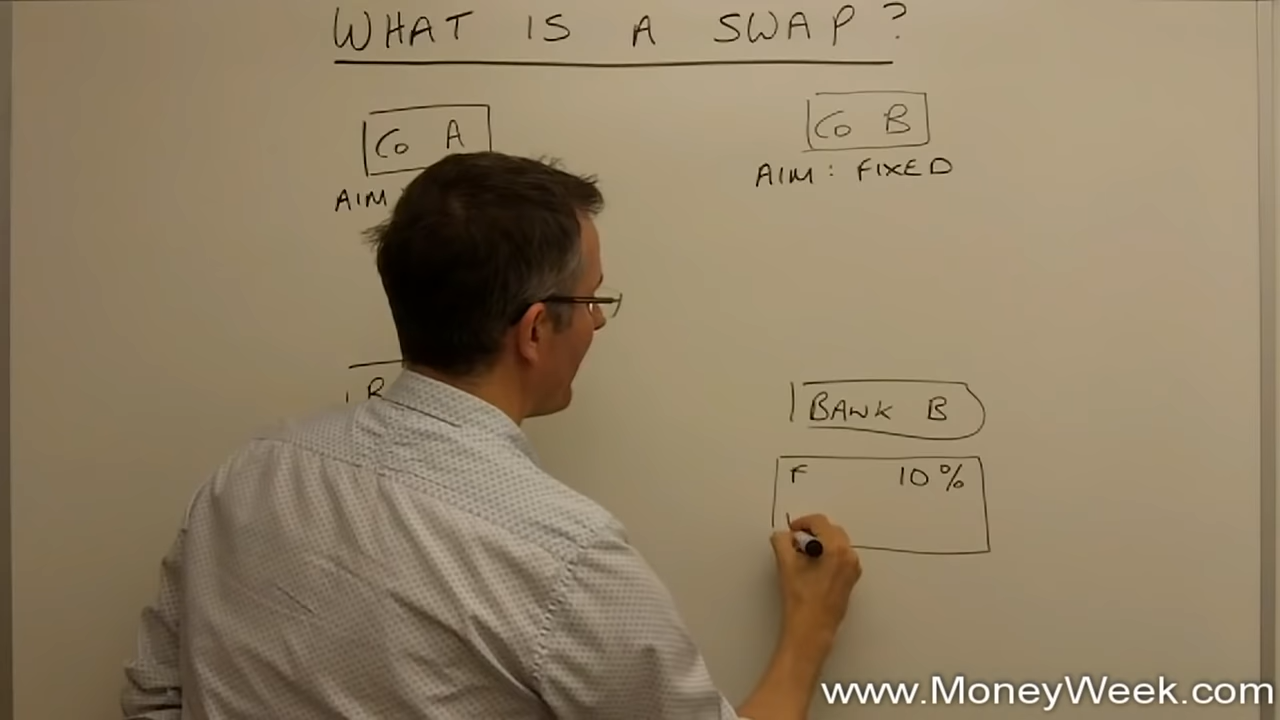 WHAT IS A SWAP?
Co A
Co B
AIM
AIM : FIXED
BANK B
F 10%
www.MoneyWeek.com